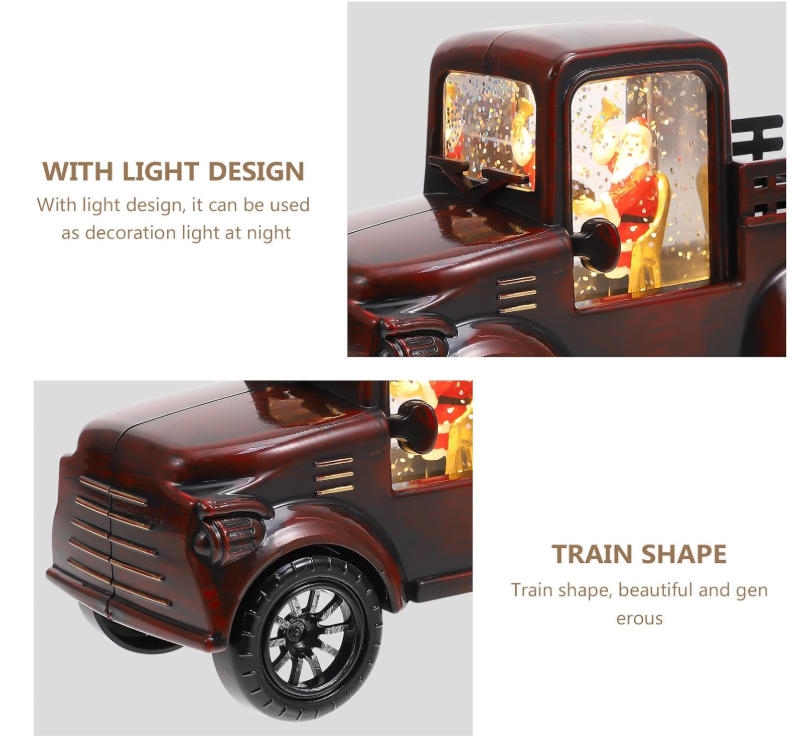 WITH LIGHT DESIGN
With light design, it can be used
as decoration light at night
TRAIN SHAPE
Train shape, beautiful and gen
erous